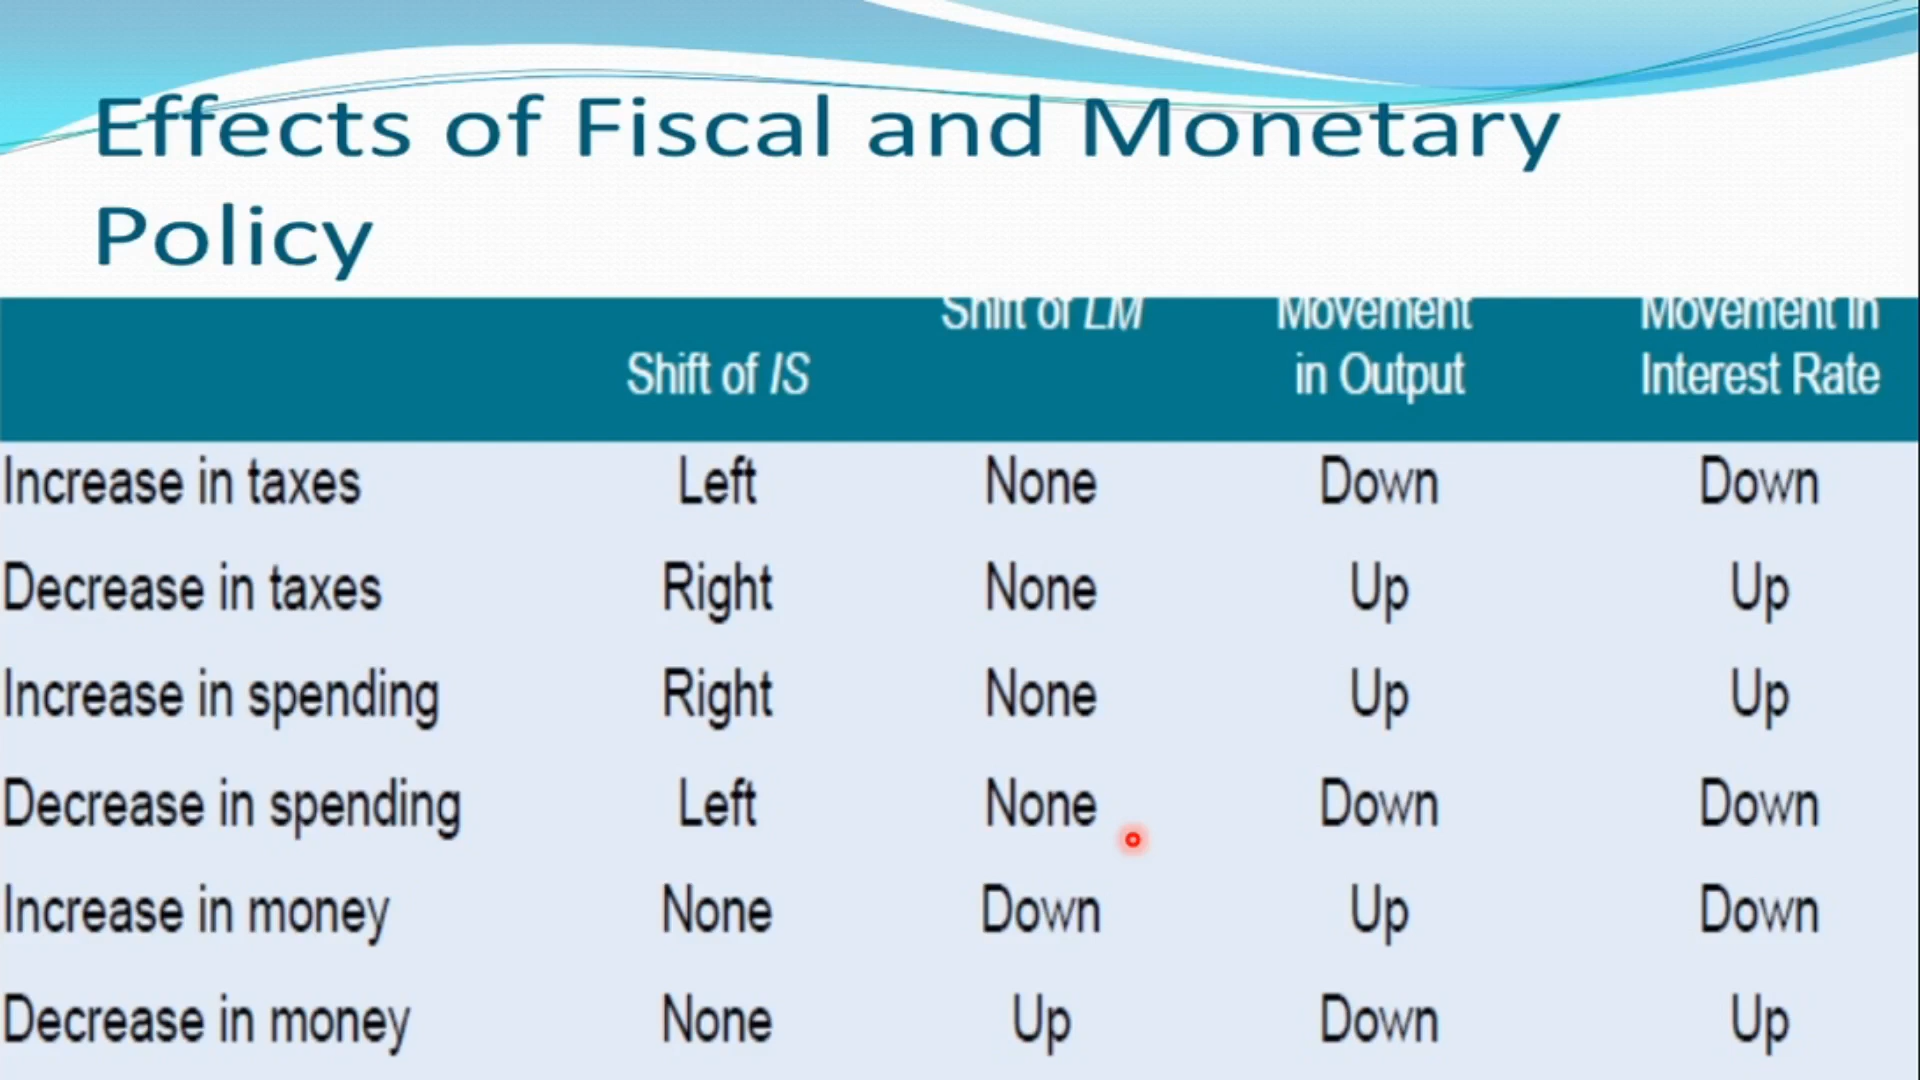 Effects of Fiscal and Monetary
Policy
Shift of IS Shift of LM Movement in Output Movement in Interest Rate
Increase in taxes Left None Down Down
Decrease in taxes Right None Up Up
Increase in spending Right None Up Up
Decrease in spending Left None Down Down
Increase in money None Down Up Down
Decrease in money None Up Down Up